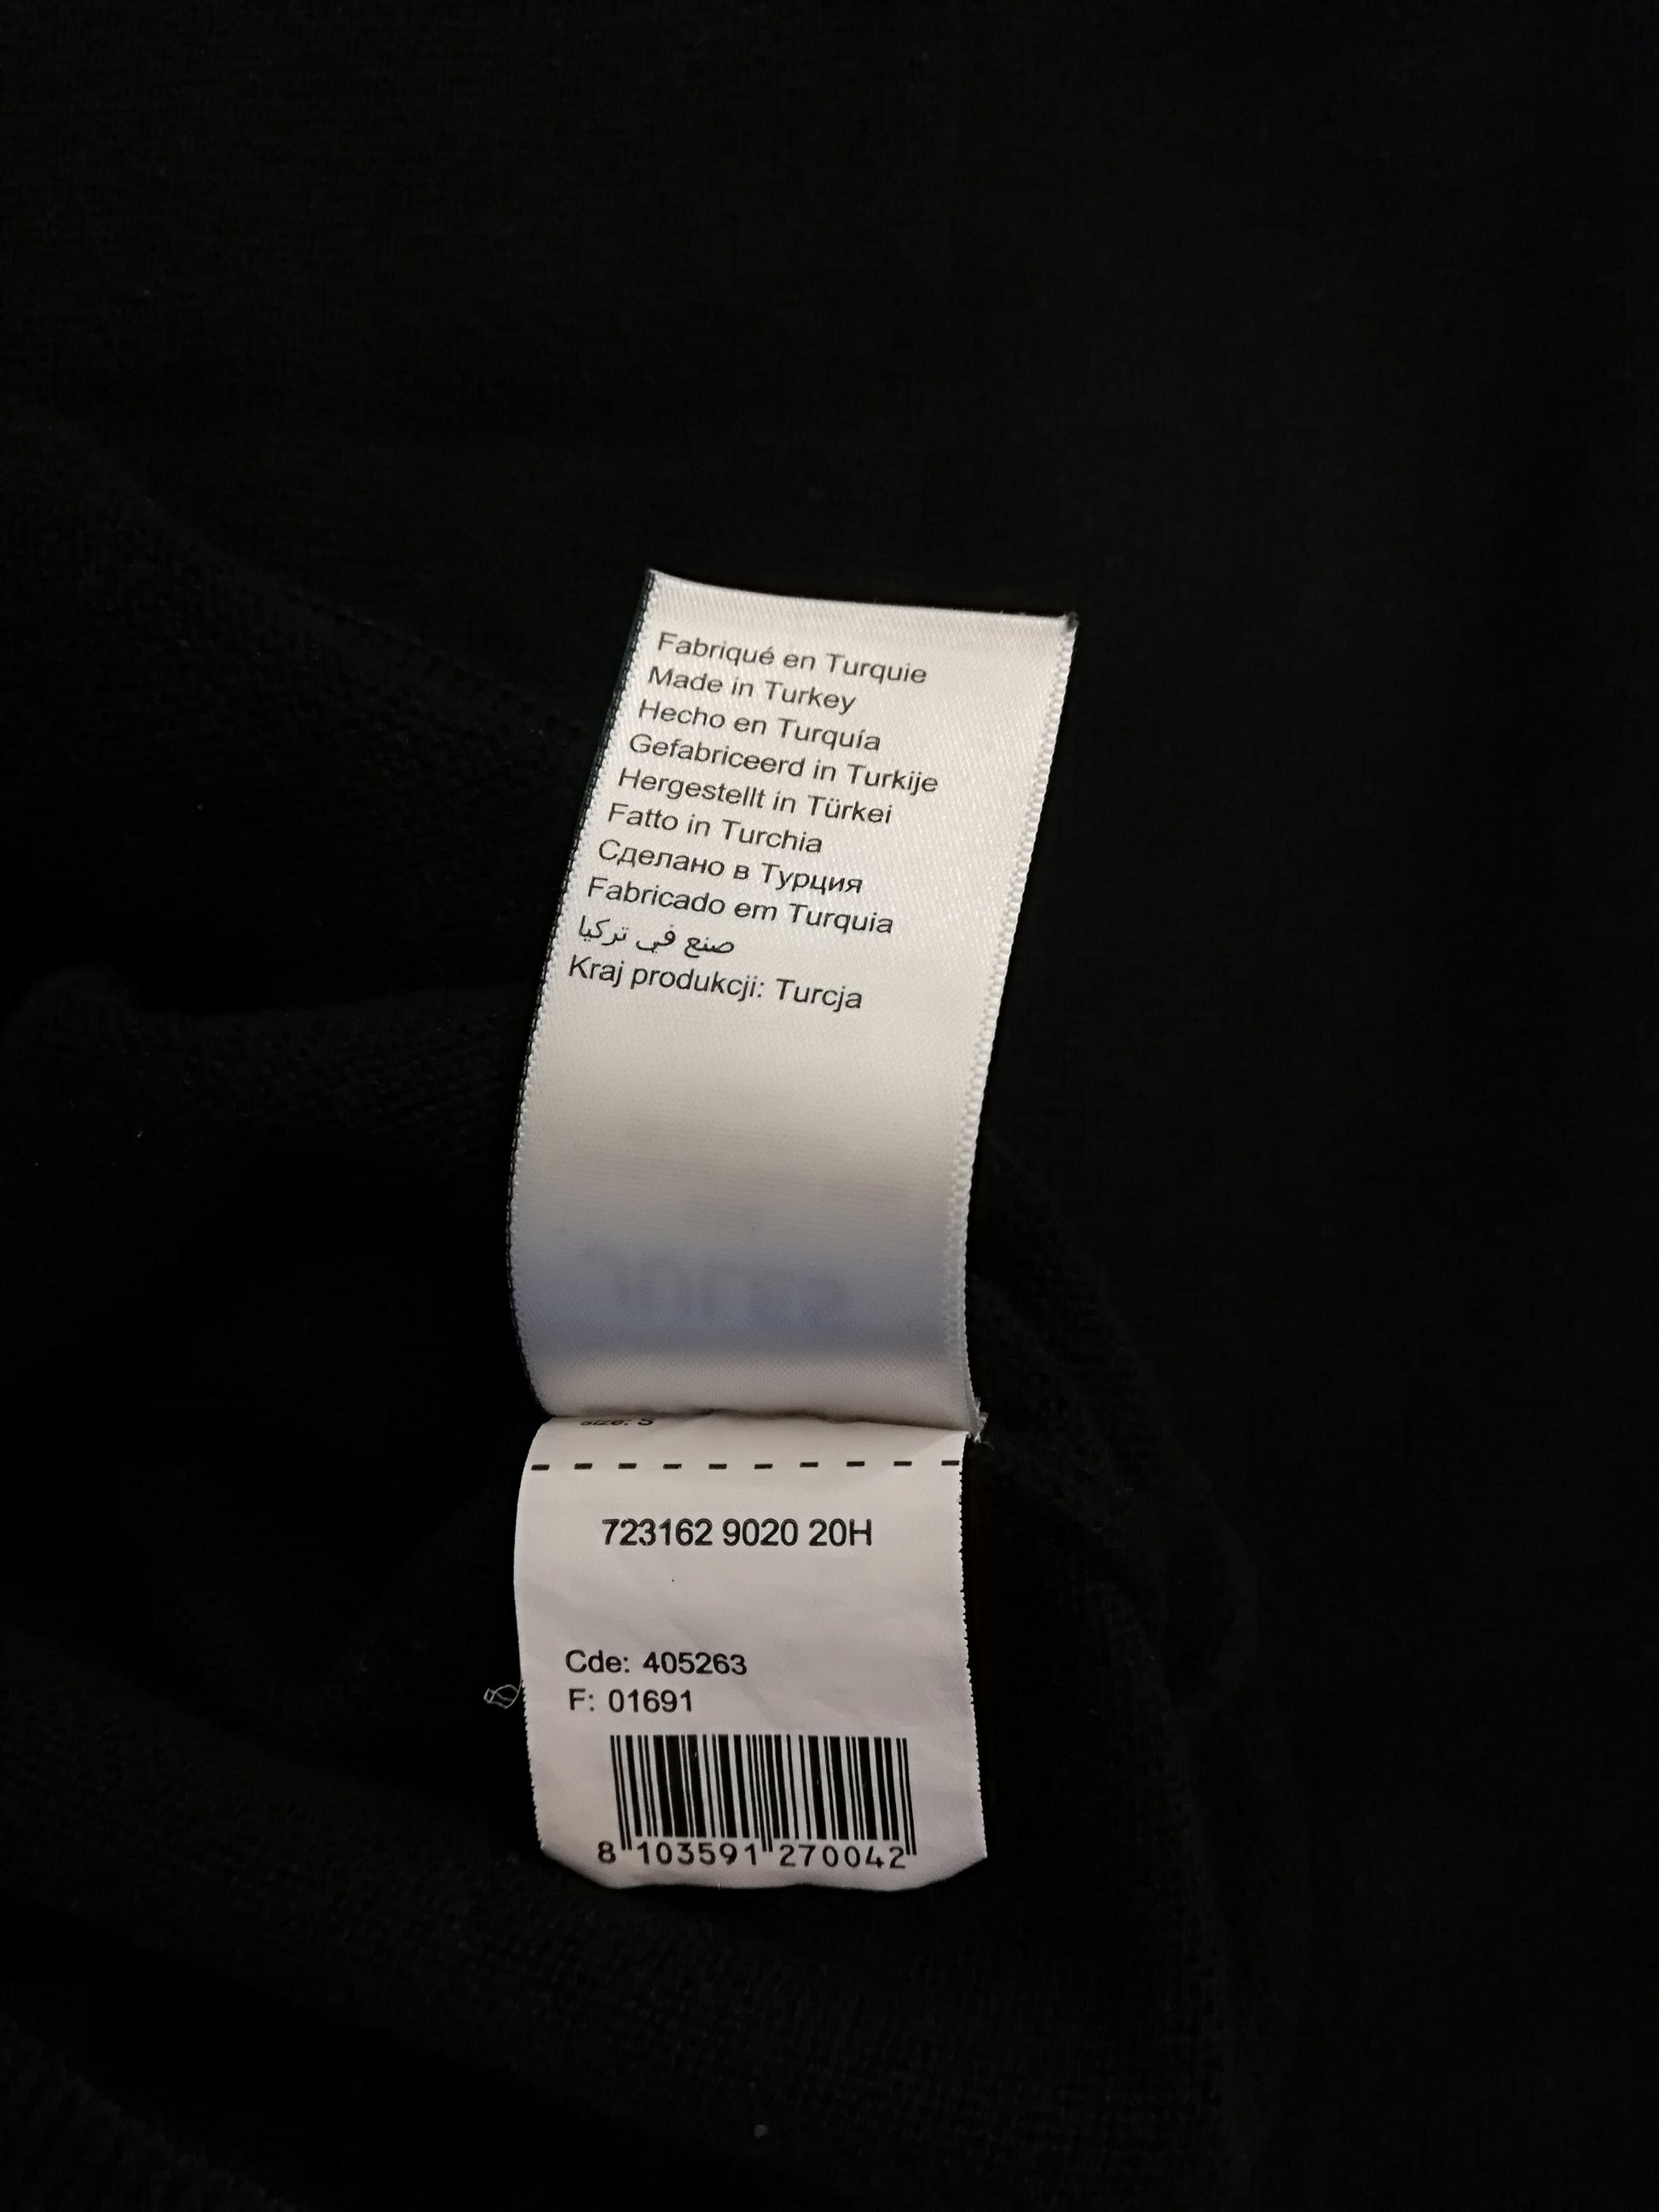 Fabriqué en Turquie
Made in Turkey
Hecho en Turquía
Gefabriceerd in Turkije
Hergestellt in Türkei
Fatto in Turchia
Сделано в Турция
Fabricado em Turquia
صنع في تركيا
Kraj produkcji: Turcja
size: S
723162 9020 20H
Cde: 405263
F: 01691
8 103591 270042